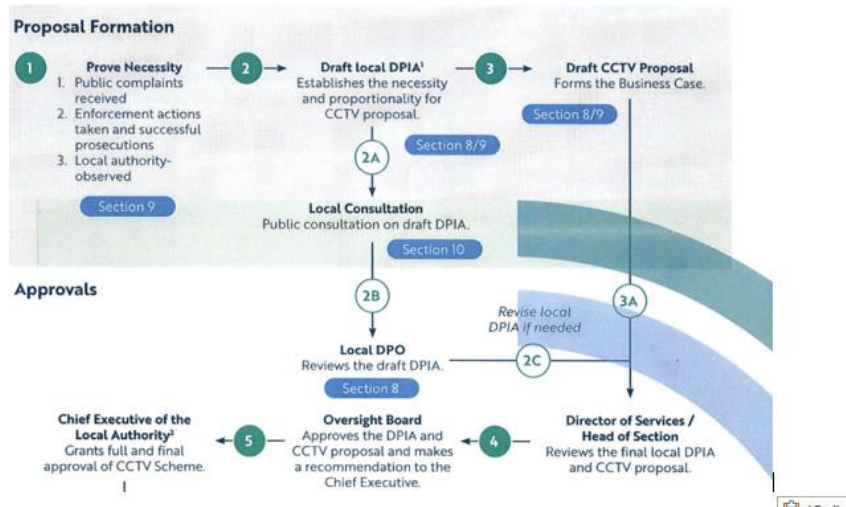 Proposal Formation
1
Prove Necessity
1. Public complaints
received
2. Enforcement actions
taken and successful
prosecutions
3. Local authority-
observed
Section 9
2
Draft local DPIA¹
Establishes the necessity
and proportionality for
CCTV proposal.
Section 8/9
3
Draft CCTV Proposal
Forms the Business Case.
Section 8/9
2A
Local Consultation
Public consultation on draft DPIA.
Section 10
Approvals
2B
3A
Revise local
DPIA if needed
Local DPO
Reviews the draft DPIA.
Section 8
2C
Director of Services /
Head of Section
Reviews the final local DPIA
and CCTV proposal.
4
Oversight Board
Approves the DPIA and
CCTV proposal and makes
a recommendation to the
Chief Executive.
5
Chief Executive of the
Local Authority²
Grants full and final
approval of CCTV Scheme.